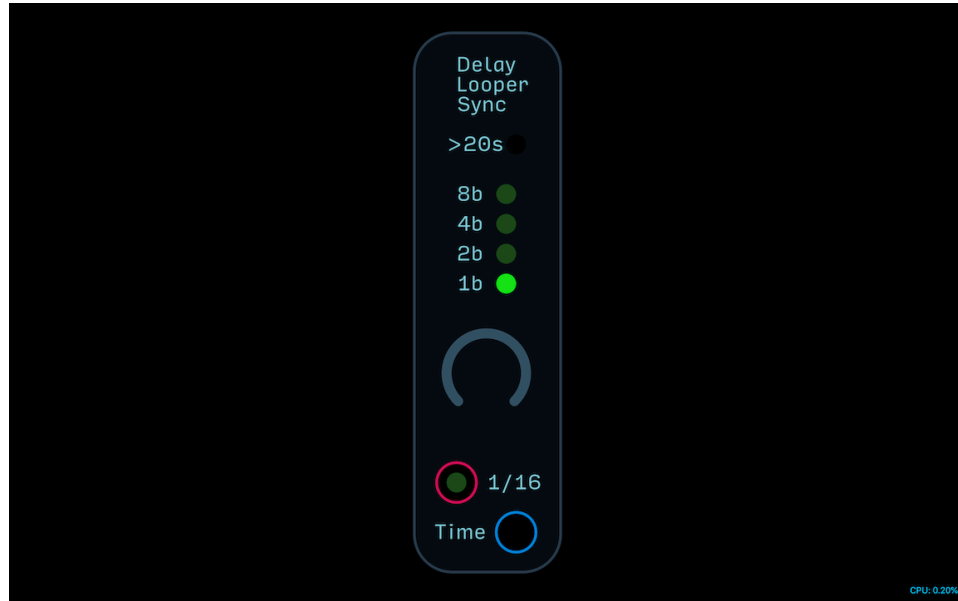 Delay
Looper
Sync
>20s
8b
4b
2b
1b
1/16
Time
CPU: 0.20%